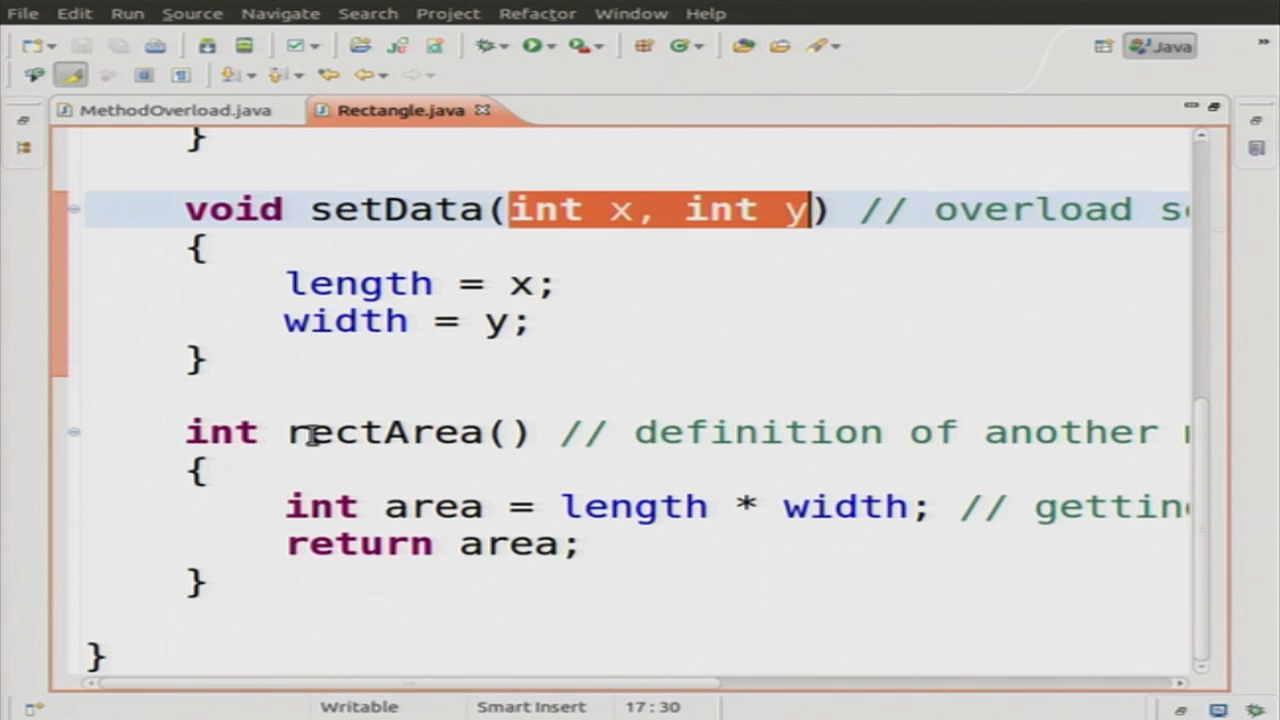 File Edit Run Source Navigate Search Project Refactor Window Help
Java
MethodOverload.java Rectangle.java
}
void setData(int x, int y) // overload
{
length = x;
width = y;
}
int rectArea() // definition of another
{
int area = length * width; // getting
return area;
}
}
Writable Smart Insert 17:30